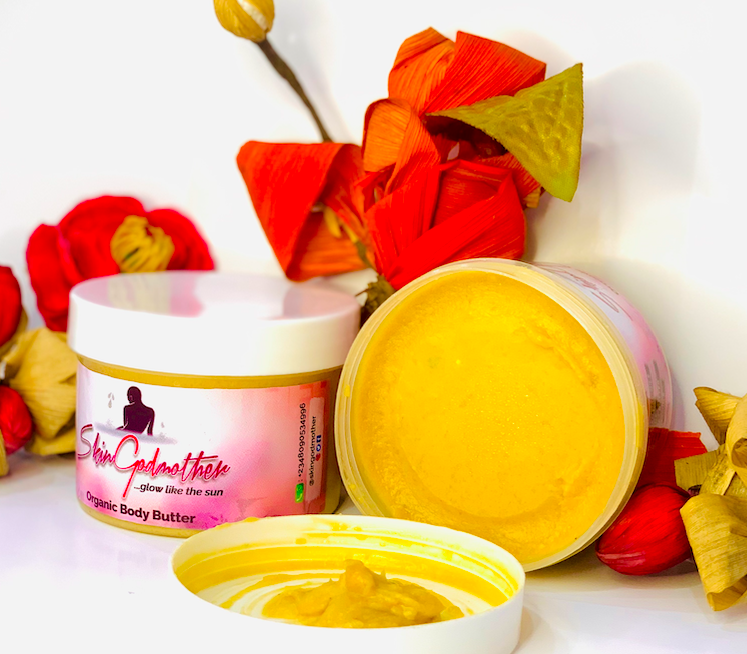 SkinGodmother
...glow like the sun
Organic Body Butter
: +2348090534996
@skingodmother